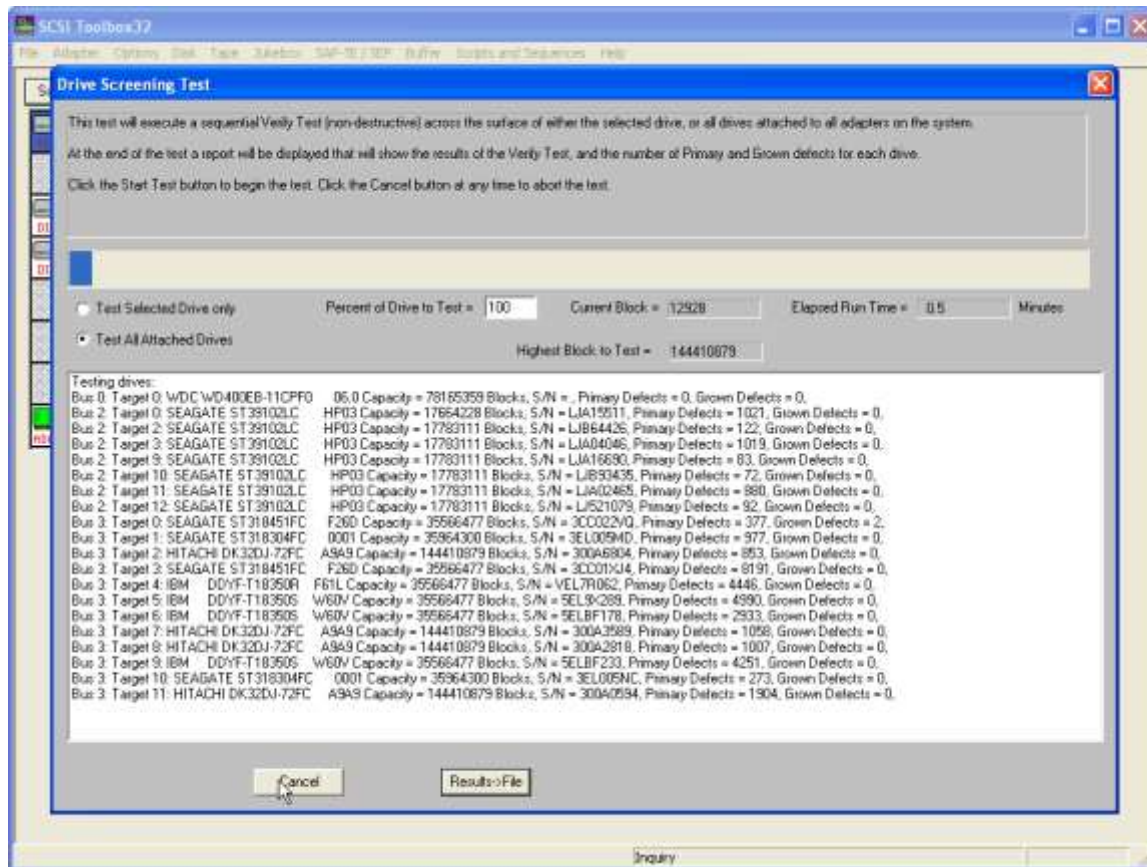 SCSI Toolbox32
File Adapter Options Disk Tape Jukebox SAF-TE / SEP Buffer Scripts and Sequences Help
Drive Screening Test
This test will execute a sequential Verify Test (non-destructive) across the surface of either the selected drive, or all drives attached to all adapters on the system.
At the end of the test a report will be displayed that will show the results of the Verify Test, and the number of Primary and Grown defects for each drive.
Click the Start Test button to begin the test. Click the Cancel button at any time to abort the test.
Test Selected Drive only Percent of Drive to Test = 100 Current Block = 12928 Elapsed Run Time = 0.5 Minutes
Test All Attached Drives
Highest Block to Test = 144410879
Testing drives:
Bus 0: Target 0: WDC WD400EB-11CPF0 06.0 Capacity = 78165359 Blocks, S/N = , Primary Defects = 0, Grown Defects = 0,
Bus 2: Target 0: SEAGATE ST39102LC HP03 Capacity = 17664228 Blocks, S/N = LJA15511, Primary Defects = 1021, Grown Defects = 0,
Bus 2: Target 2: SEAGATE ST39102LC HP03 Capacity = 17783111 Blocks, S/N = LJB64426, Primary Defects = 122, Grown Defects = 0,
Bus 2: Target 3: SEAGATE ST39102LC HP03 Capacity = 17783111 Blocks, S/N = LJA04046, Primary Defects = 1019, Grown Defects = 0,
Bus 2: Target 9: SEAGATE ST39102LC HP03 Capacity = 17783111 Blocks, S/N = LJA16690, Primary Defects = 83, Grown Defects = 0,
Bus 2: Target 10: SEAGATE ST39102LC HP03 Capacity = 17783111 Blocks, S/N = LJB93435, Primary Defects = 72, Grown Defects = 0,
Bus 2: Target 11: SEAGATE ST39102LC HP03 Capacity = 17783111 Blocks, S/N = LJA02465, Primary Defects = 880, Grown Defects = 0,
Bus 2: Target 12: SEAGATE ST39102LC HP03 Capacity = 17783111 Blocks, S/N = LJ521079, Primary Defects = 92, Grown Defects = 0,
Bus 3: Target 0: SEAGATE ST318451FC F26D Capacity = 35566477 Blocks, S/N = 3CC022VQ, Primary Defects = 377, Grown Defects = 2,
Bus 3: Target 1: SEAGATE ST318304FC 0001 Capacity = 35964300 Blocks, S/N = 3EL005MD, Primary Defects = 977, Grown Defects = 0,
Bus 3: Target 2: HITACHI DK32DJ-72FC A9A9 Capacity = 144410879 Blocks, S/N = 300A6804, Primary Defects = 853, Grown Defects = 0,
Bus 3: Target 3: SEAGATE ST318451FC F26D Capacity = 35566477 Blocks, S/N = 3CC01XJ4, Primary Defects = 8191, Grown Defects = 0,
Bus 3: Target 4: IBM DDYF-T18350R F61L Capacity = 35566477 Blocks, S/N = VEL7R062, Primary Defects = 4446, Grown Defects = 0,
Bus 3: Target 5: IBM DDYF-T18350S W60V Capacity = 35566477 Blocks, S/N = 5EL9X289, Primary Defects = 4990, Grown Defects = 0,
Bus 3: Target 6: IBM DDYF-T18350S W60V Capacity = 35566477 Blocks, S/N = 5ELBF178, Primary Defects = 2933, Grown Defects = 0,
Bus 3: Target 7: HITACHI DK32DJ-72FC A9A9 Capacity = 144410879 Blocks, S/N = 300A3589, Primary Defects = 1058, Grown Defects = 0,
Bus 3: Target 8: HITACHI DK32DJ-72FC A9A9 Capacity = 144410879 Blocks, S/N = 300A2818, Primary Defects = 1007, Grown Defects = 0,
Bus 3: Target 9: IBM DDYF-T18350S W60V Capacity = 35566477 Blocks, S/N = 5ELBF233, Primary Defects = 4251, Grown Defects = 0,
Bus 3: Target 10: SEAGATE ST318304FC 0001 Capacity = 35964300 Blocks, S/N = 3EL005NC, Primary Defects = 273, Grown Defects = 0,
Bus 3: Target 11: HITACHI DK32DJ-72FC A9A9 Capacity = 144410879 Blocks, S/N = 300A0594, Primary Defects = 1904, Grown Defects = 0,
Cancel Results->File
Inquiry